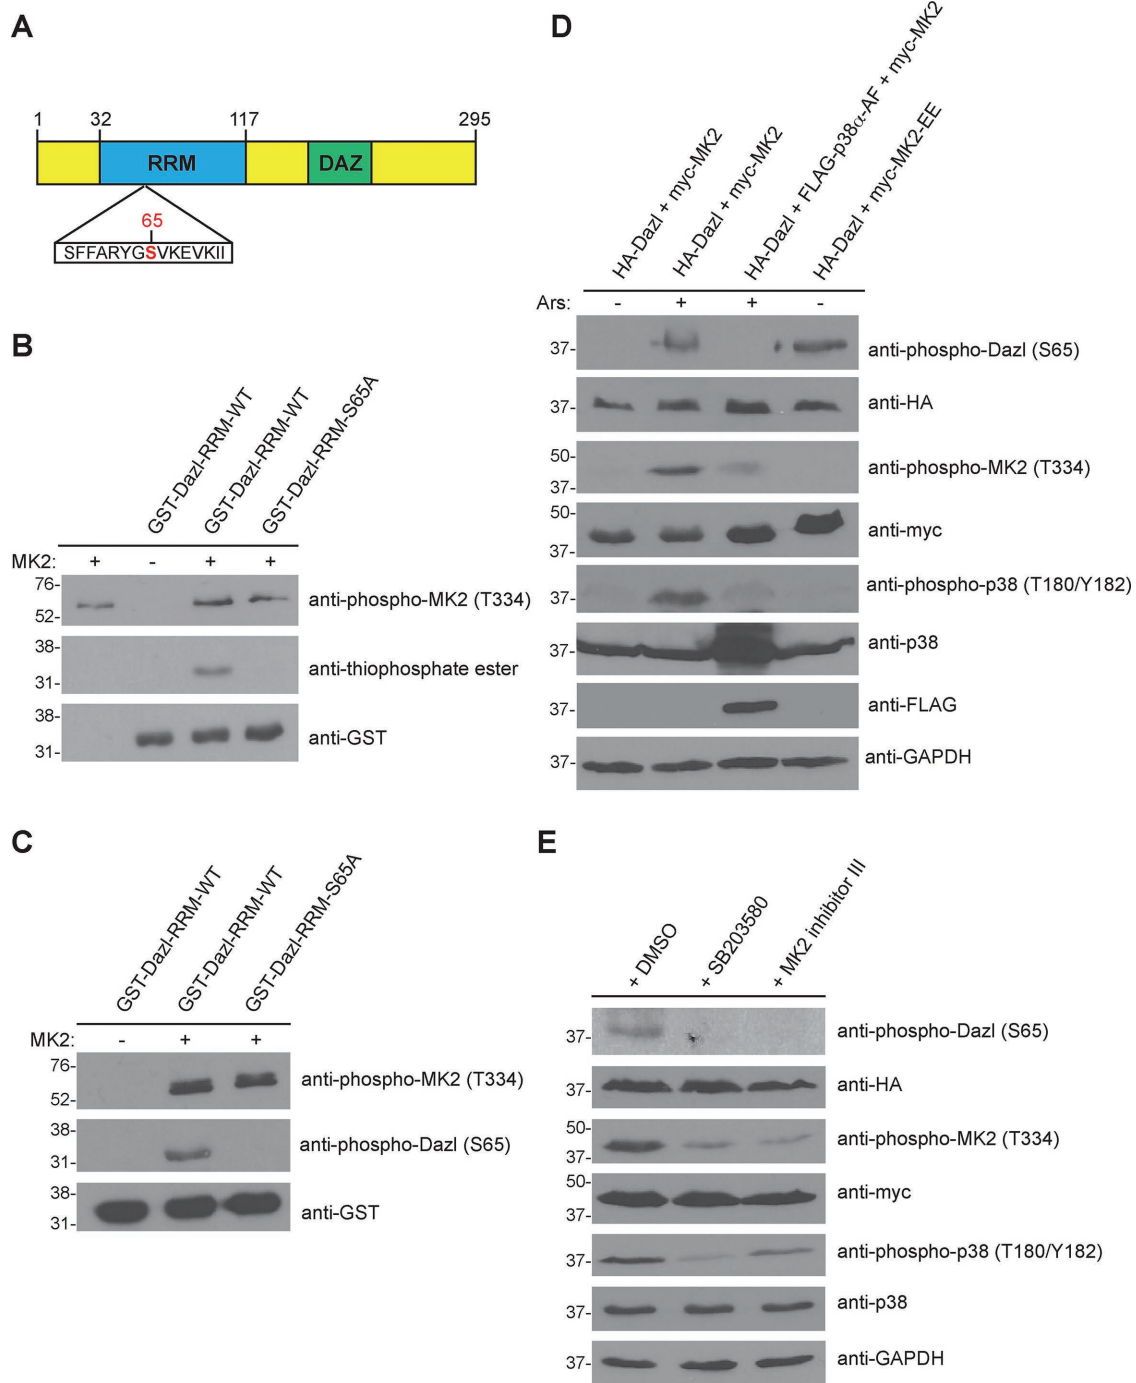 A
1 32 117 295
RRM DAZ
65
SFFARYGSVKEVKII
B
GST-Dazl-RRM-WT
GST-Dazl-RRM-WT
GST-Dazl-RRM-S65A
MK2: + - + +
76-
52-
anti-phospho-MK2 (T334)
38-
31-
anti-thiophosphate ester
38-
31-
anti-GST
C
GST-Dazl-RRM-WT
GST-Dazl-RRM-WT
GST-Dazl-RRM-S65A
MK2: - + +
76-
52-
anti-phospho-MK2 (T334)
38-
31-
anti-phospho-Dazl (S65)
38-
31-
anti-GST
D
HA-Dazl + myc-MK2
HA-Dazl + myc-MK2
HA-Dazl + FLAG-p38α-AF + myc-MK2
HA-Dazl + myc-MK2-EE
Ars: - + + -
37-
anti-phospho-Dazl (S65)
37-
anti-HA
50-
37-
anti-phospho-MK2 (T334)
50-
37-
anti-myc
37-
anti-phospho-p38 (T180/Y182)
37-
anti-p38
37-
anti-FLAG
37-
anti-GAPDH
E
+ DMSO
+ SB203580
+ MK2 inhibitor III
37-
anti-phospho-Dazl (S65)
37-
anti-HA
50-
37-
anti-phospho-MK2 (T334)
50-
37-
anti-myc
37-
anti-phospho-p38 (T180/Y182)
37-
anti-p38
37-
anti-GAPDH